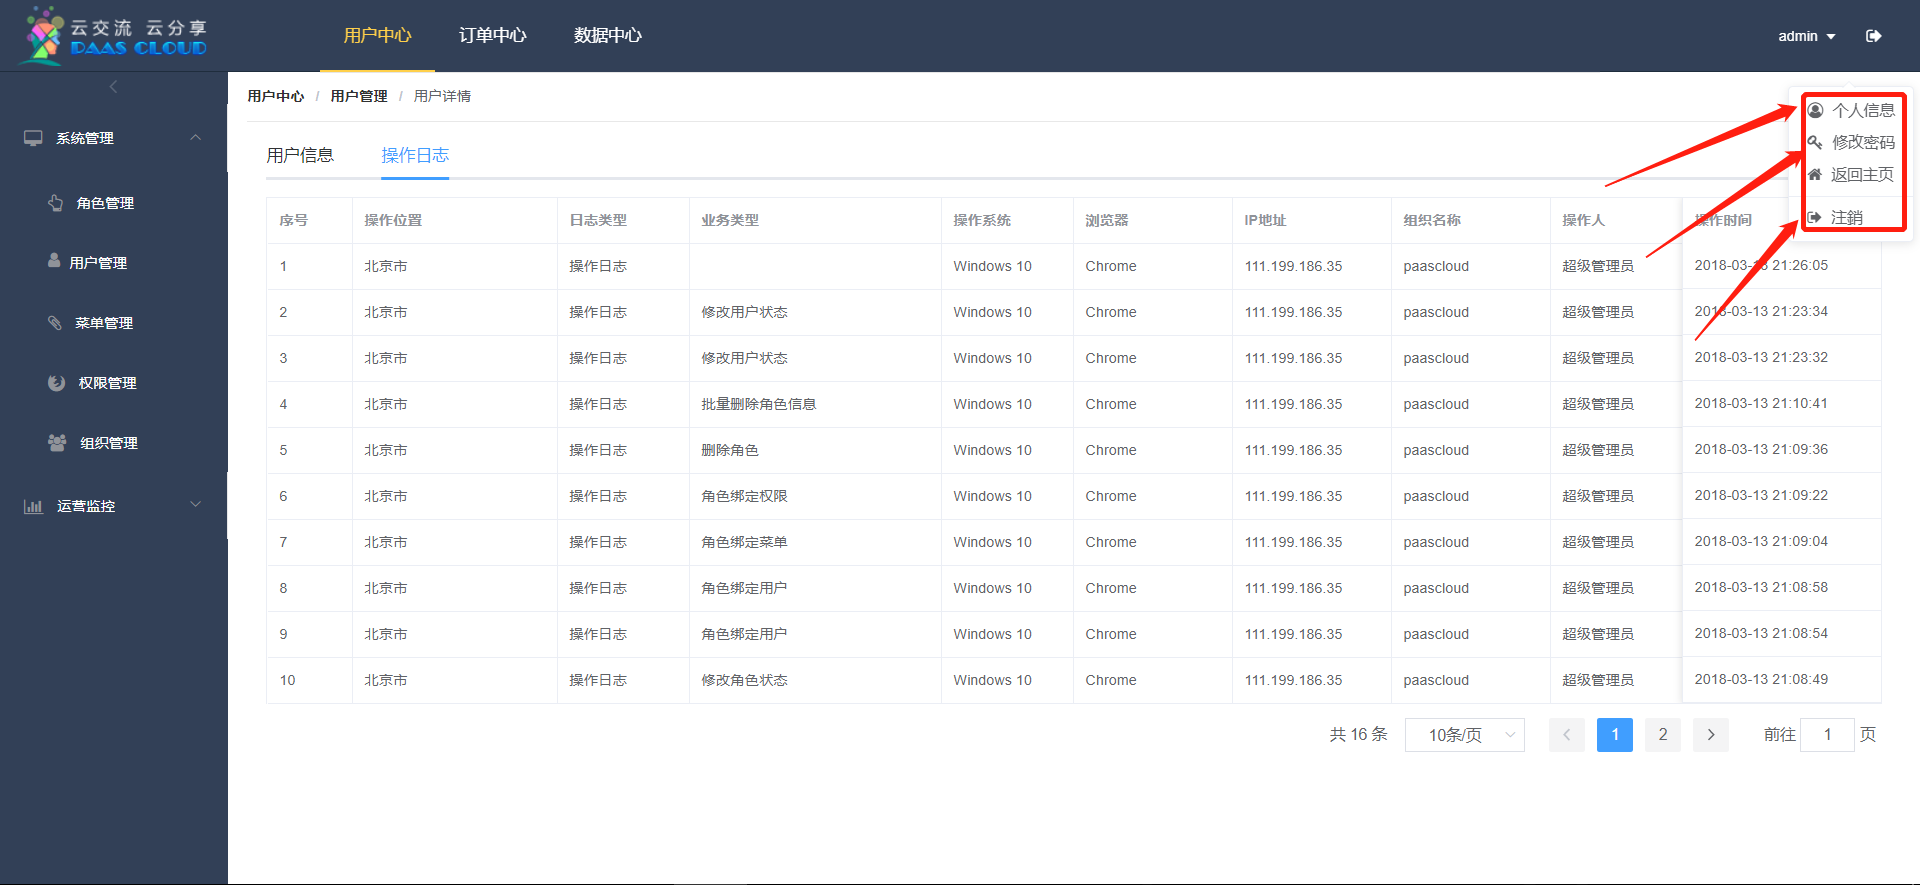 云交流 云分享
PAAS CLOUD
用户中心 订单中心 数据中心
admin
系统管理
角色管理
用户管理
菜单管理
权限管理
组织管理
运营监控
用户中心 / 用户管理 / 用户详情
个人信息
修改密码
返回主页
注銷
用户信息 操作日志
序号 操作位置 日志类型 业务类型 操作系统 浏览器 IP地址 组织名称 操作人 操作时间
1 北京市 操作日志 Windows 10 Chrome 111.199.186.35 paascloud 超级管理员 2018-03-13 21:26:05
2 北京市 操作日志 修改用户状态 Windows 10 Chrome 111.199.186.35 paascloud 超级管理员 2018-03-13 21:23:34
3 北京市 操作日志 修改用户状态 Windows 10 Chrome 111.199.186.35 paascloud 超级管理员 2018-03-13 21:23:32
4 北京市 操作日志 批量删除角色信息 Windows 10 Chrome 111.199.186.35 paascloud 超级管理员 2018-03-13 21:10:41
5 北京市 操作日志 删除角色 Windows 10 Chrome 111.199.186.35 paascloud 超级管理员 2018-03-13 21:09:36
6 北京市 操作日志 角色绑定权限 Windows 10 Chrome 111.199.186.35 paascloud 超级管理员 2018-03-13 21:09:22
7 北京市 操作日志 角色绑定菜单 Windows 10 Chrome 111.199.186.35 paascloud 超级管理员 2018-03-13 21:09:04
8 北京市 操作日志 角色绑定用户 Windows 10 Chrome 111.199.186.35 paascloud 超级管理员 2018-03-13 21:08:58
9 北京市 操作日志 角色绑定用户 Windows 10 Chrome 111.199.186.35 paascloud 超级管理员 2018-03-13 21:08:54
10 北京市 操作日志 修改角色状态 Windows 10 Chrome 111.199.186.35 paascloud 超级管理员 2018-03-13 21:08:49
共 16 条 10条/页 1 2 前往 1 页